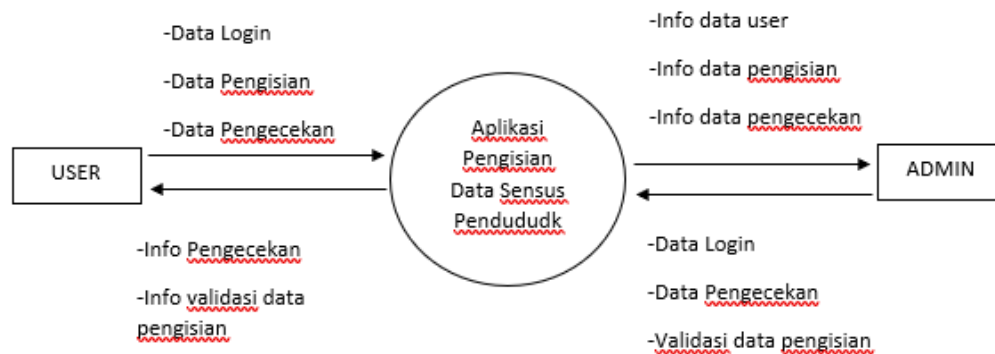 -Data Login
-Data Pengisian
-Data Pengecekan
USER
-Info Pengecekan
-Info validasi data
pengisian
Aplikasi
Pengisian
Data Sensus
Pendududk
-Info data user
-Info data pengisian
-Info data pengecekan
ADMIN
-Data Login
-Data Pengecekan
-Validasi data pengisian